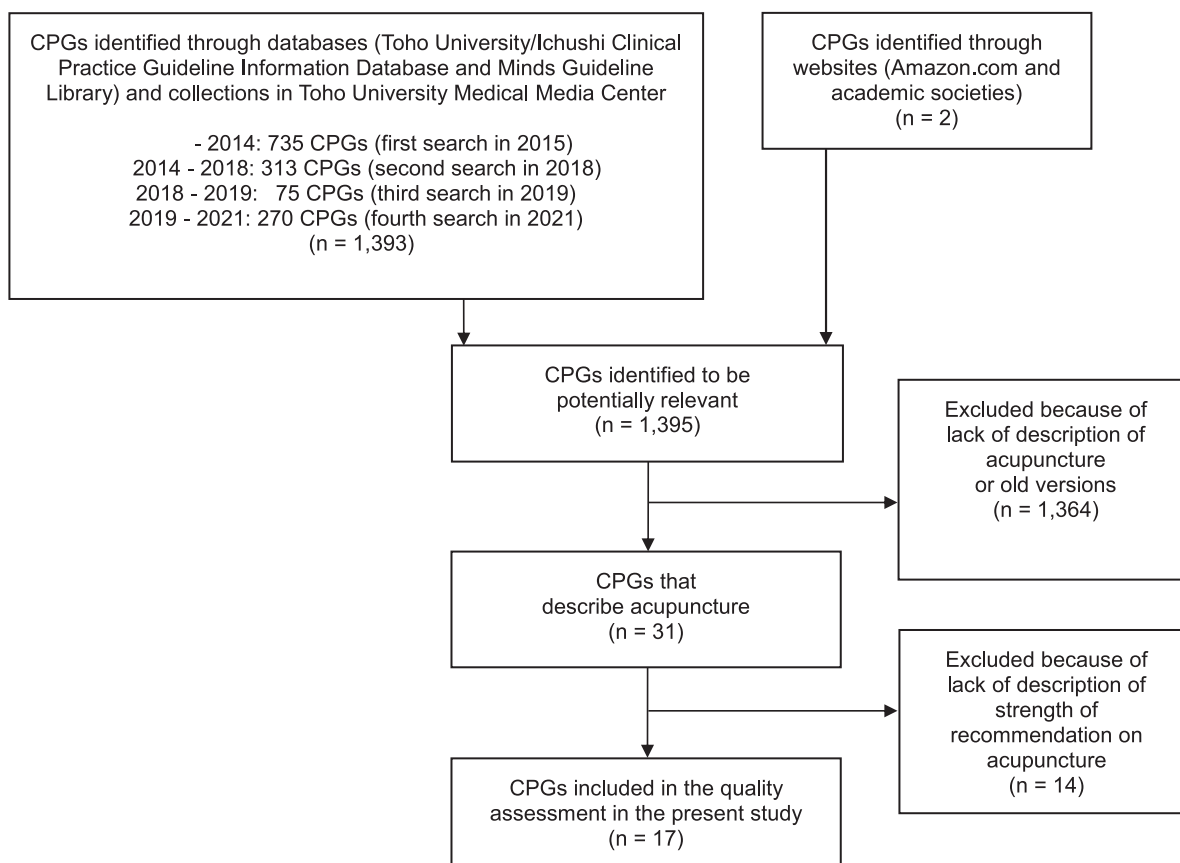 CPGs identified through databases (Toho University/Ichushi Clinical
Practice Guideline Information Database and Minds Guideline
Library) and collections in Toho University Medical Media Center
- 2014: 735 CPGs (first search in 2015)
2014 - 2018: 313 CPGs (second search in 2018)
2018 - 2019: 75 CPGs (third search in 2019)
2019 - 2021: 270 CPGs (fourth search in 2021)
(n = 1,393)
CPGs identified through
websites (Amazon.com and
academic societies)
(n = 2)
CPGs identified to be
potentially relevant
(n = 1,395)
Excluded because of
lack of description of
acupuncture
or old versions
(n = 1,364)
CPGs that
describe acupuncture
(n = 31)
Excluded because of
lack of description of
strength of
recommendation on
acupuncture
(n = 14)
CPGs included in the quality
assessment in the present study
(n = 17)